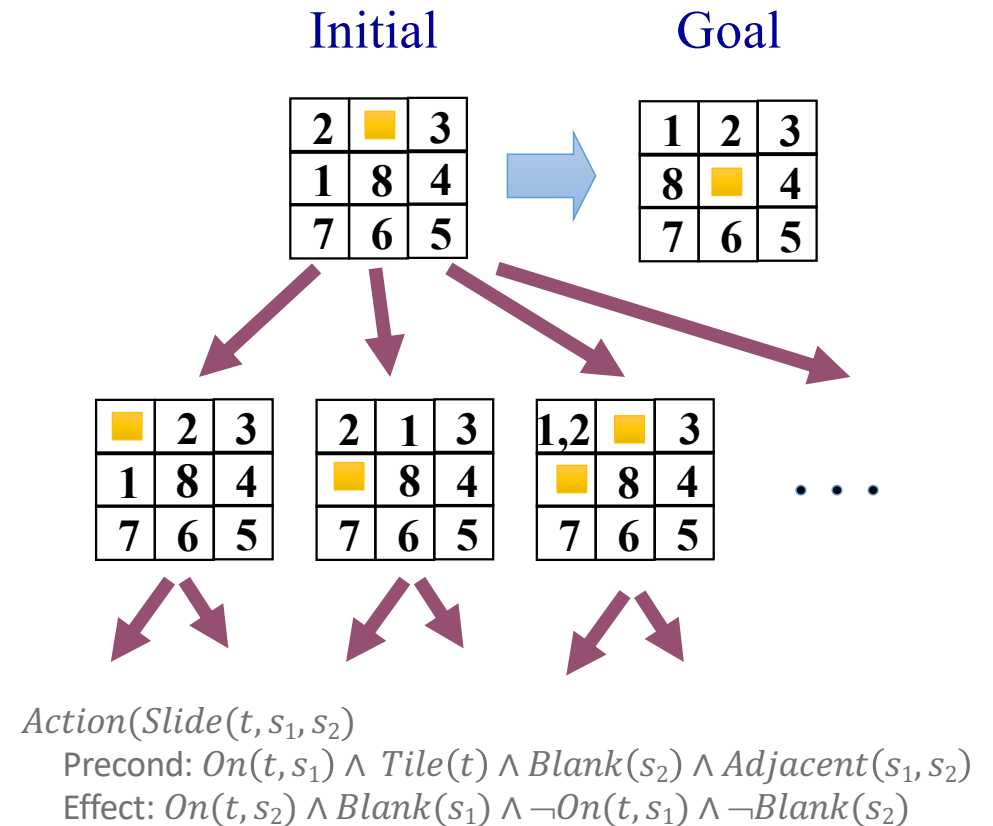 Initial Goal
2 3
1 8 4
7 6 5
1 2 3
8 4
7 6 5
2 3
1 8 4
7 6 5
2 1 3
8 4
7 6 5
1,2 3
8 4
7 6 5
. . .
Action(Slide(t, s₁, s₂)
Precond: On(t, s₁) ∧ Tile(t) ∧ Blank(s₂) ∧ Adjacent(s₁, s₂)
Effect: On(t, s₂) ∧ Blank(s₁) ∧ ¬On(t, s₁) ∧ ¬Blank(s₂)